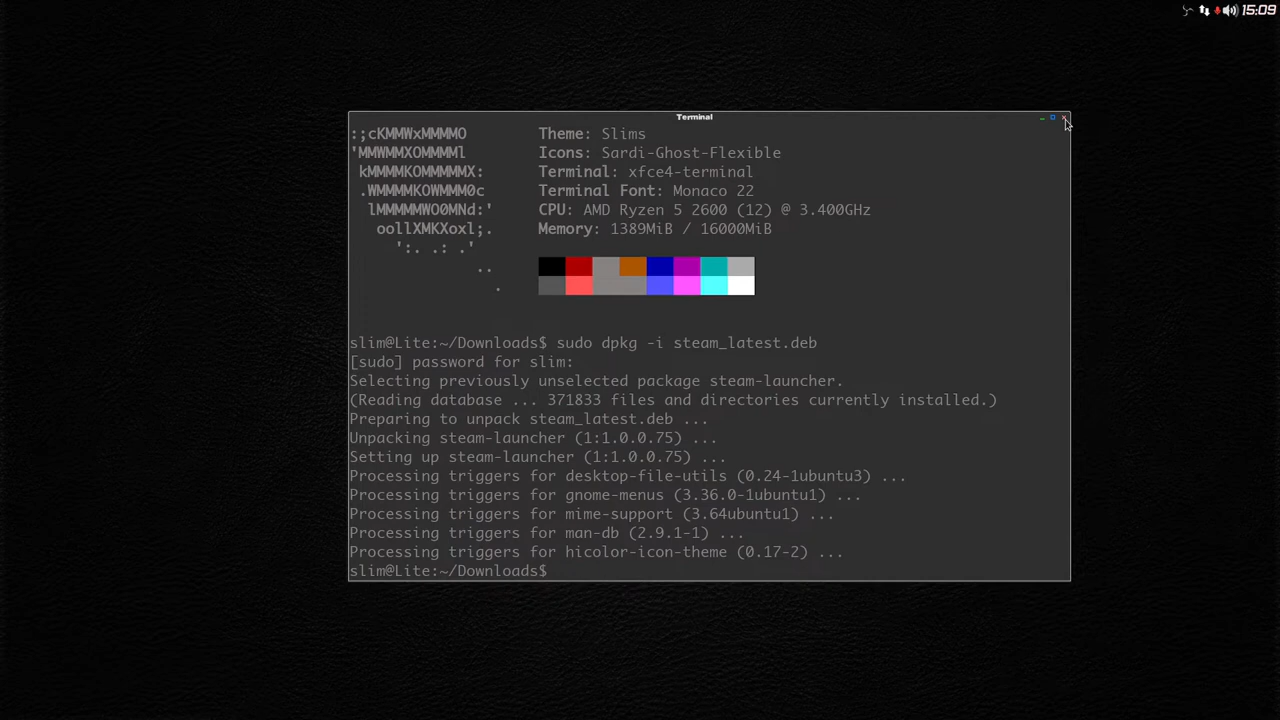 15:09
Terminal
:;cKMMWxMMMMO Theme: Slims
'MMWMMXOMMMMl Icons: Sardi-Ghost-Flexible
kMMMMKOMMMMMX: Terminal: xfce4-terminal
.WMMMMKOWMMM0c Terminal Font: Monaco 22
lMMMMMWO0MNd:' CPU: AMD Ryzen 5 2600 (12) @ 3.400GHz
oollXMKXoxl;. Memory: 1389MiB / 16000MiB
':. .: .'
..
.
slim@Lite:~/Downloads$ sudo dpkg -i steam_latest.deb
[sudo] password for slim:
Selecting previously unselected package steam-launcher.
(Reading database ... 371833 files and directories currently installed.)
Preparing to unpack steam_latest.deb ...
Unpacking steam-launcher (1:1.0.0.75) ...
Setting up steam-launcher (1:1.0.0.75) ...
Processing triggers for desktop-file-utils (0.24-1ubuntu3) ...
Processing triggers for gnome-menus (3.36.0-1ubuntu1) ...
Processing triggers for mime-support (3.64ubuntu1) ...
Processing triggers for man-db (2.9.1-1) ...
Processing triggers for hicolor-icon-theme (0.17-2) ...
slim@Lite:~/Downloads$